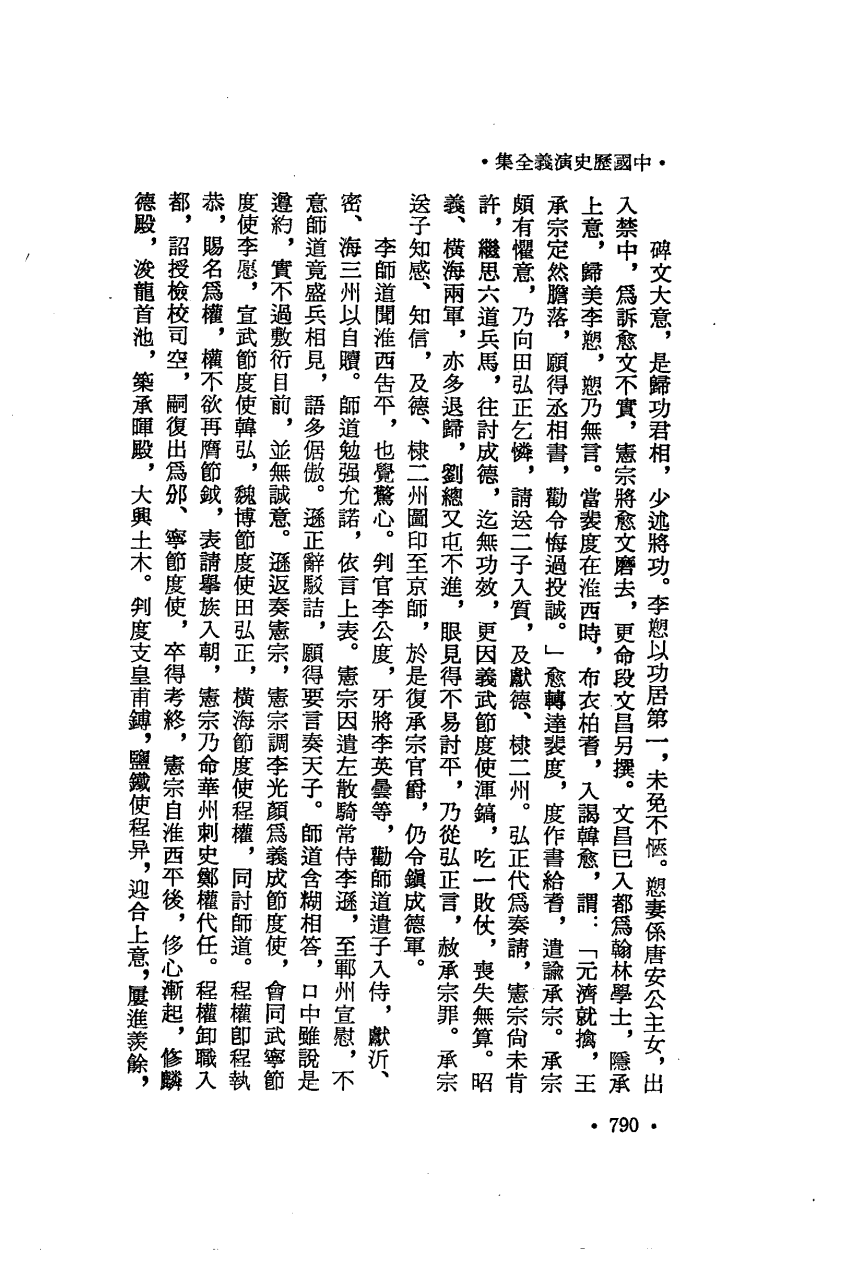 •中國歷史演義全集•
碑文大意，是歸功君相，少述將功。李愬以功居第一，未免不愜。愬妻係唐安公主女，出
入禁中，爲訴愈文不實，憲宗將愈文磨去，更命段文昌另撰。文昌已入都爲翰林學士，隱承
上意，歸美李愬，愬乃無言。當裴度在淮西時，布衣柏耆，入謁韓愈，謂：「元濟就擒，王
承宗定然膽落，願得丞相書，勸令悔過投誠。」愈轉達裴度，度作書給耆，遣諭承宗。承宗
頗有懼意，乃向田弘正乞憐，請送二子入質，及獻德、棣二州。弘正代爲奏請，憲宗尙未肯
許，繼思六道兵馬，往討成德，迄無功效，更因義武節度使渾鎬，吃一敗仗，喪失無算。昭
義、橫海兩軍，亦多退歸，劉總又屯不進，眼見得不易討平，乃從弘正言，赦承宗罪。承宗
送子知感、知信，及德、棣二州圖印至京師，於是復承宗官爵，仍令鎭成德軍。
李師道聞淮西吿平，也覺驚心。判官李公度，牙將李英曇等，勸師道遣子入侍，獻沂、
密、海三州以自贖。師道勉强允諾，依言上表。憲宗因遣左散騎常侍李遜，至鄆州宣慰，不
意師道竟盛兵相見，語多倨傲。遜正辭駁詰，願得要言奏天子。師道含糊相答，口中雖說是
遵約，實不過敷衍目前，並無誠意。遜返奏憲宗，憲宗調李光顏爲義成節度使，會同武寧節
度使李愿，宣武節度使韓弘，魏博節度使田弘正，橫海節度使程權，同討師道。程權卽程執
恭，賜名爲權，權不欲再膺節鉞，表請舉族入朝，憲宗乃命華州刺史鄭權代任。程權卸職入
都，詔授檢校司空，嗣復出爲邠、寧節度使，卒得考終，憲宗自淮西平後，侈心漸起，修麟
德殿，浚龍首池，築承暉殿，大興土木。判度支皇甫鎛，鹽鐵使程异，迎合上意，屢進羨餘，
•790•